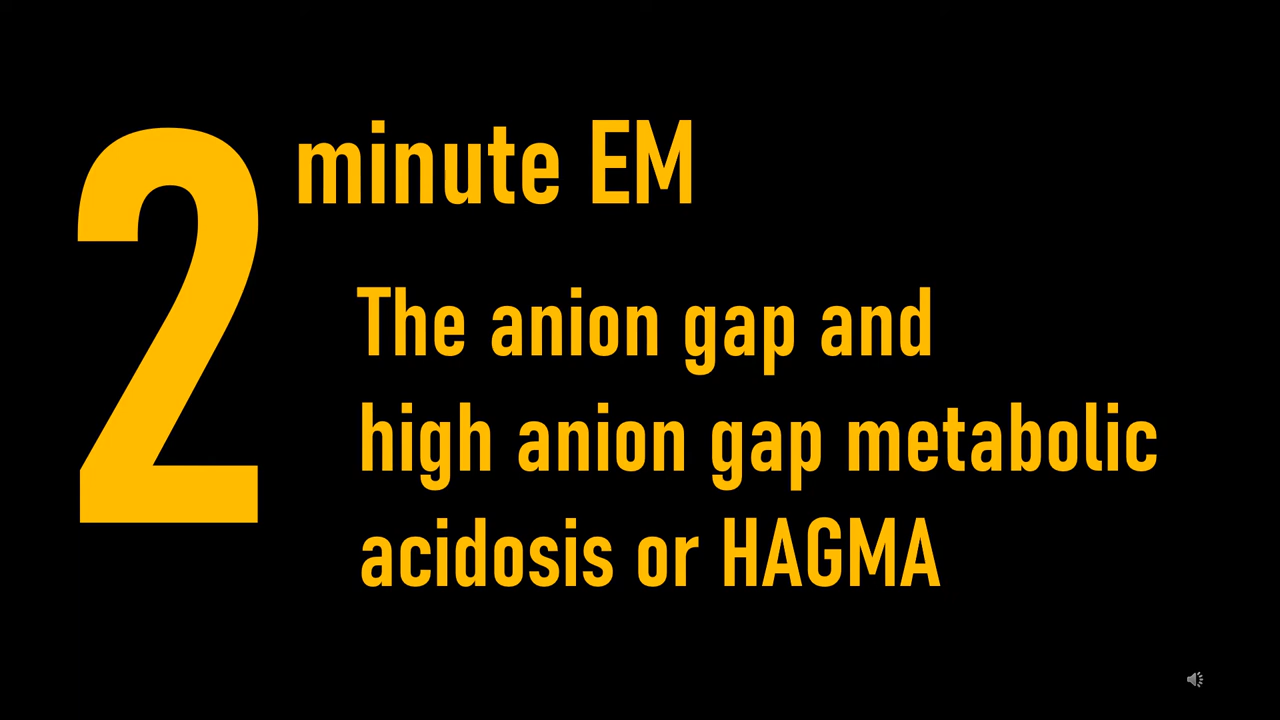 2 minute EM
The anion gap and
high anion gap metabolic
acidosis or HAGMA